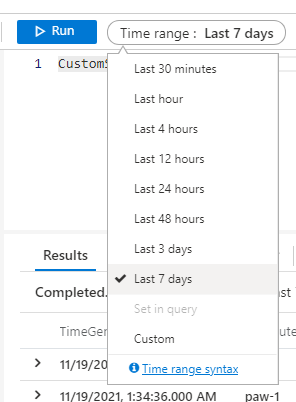 Run
Time range : Last 7 days
1
Last 30 minutes
Last hour
Last 4 hours
Last 12 hours
Last 24 hours
Last 48 hours
Last 3 days
Results
Last 7 days
Completed.
Set in query
Custom
11/19/20
Time range syntax
11/19/2021, 1:34:36.000 AM paw-1